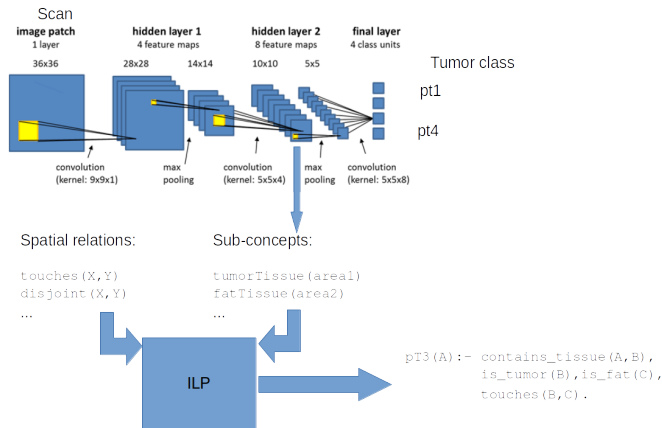 Scan
image patch
1 layer
36x36
hidden layer 1
4 feature maps
28x28
14x14
hidden layer 2
8 feature maps
10x10
5x5
final layer
4 class units
Tumor class
pt1
pt4
convolution
(kernel: 9x9x1)
max
pooling
convolution
(kernel: 5x5x4)
max
pooling
convolution
(kernel: 5x5x8)
Spatial relations:
touches(X,Y)
disjoint(X,Y)
...
Sub-concepts:
tumorTissue(area1)
fatTissue(area2)
...
ILP
pT3(A):- contains_tissue(A,B),
is_tumor(B),is_fat(C),
touches(B,C).